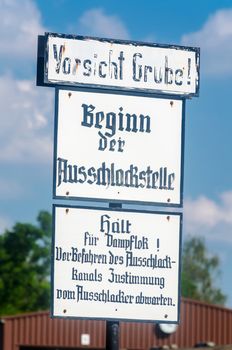 Vorsicht Grube!
Beginn
der
Ausschlackstelle
Halt
für Dampflok !
Vor Befahren des Ausschlack-
kanals Zustimmung
vom Ausschlacker abwarten.